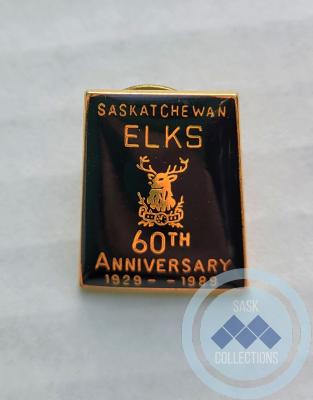 SASKATCHEWAN
ELKS
60TH
ANNIVERSARY
1929 - - 1989
SASK
COLLECTIONS